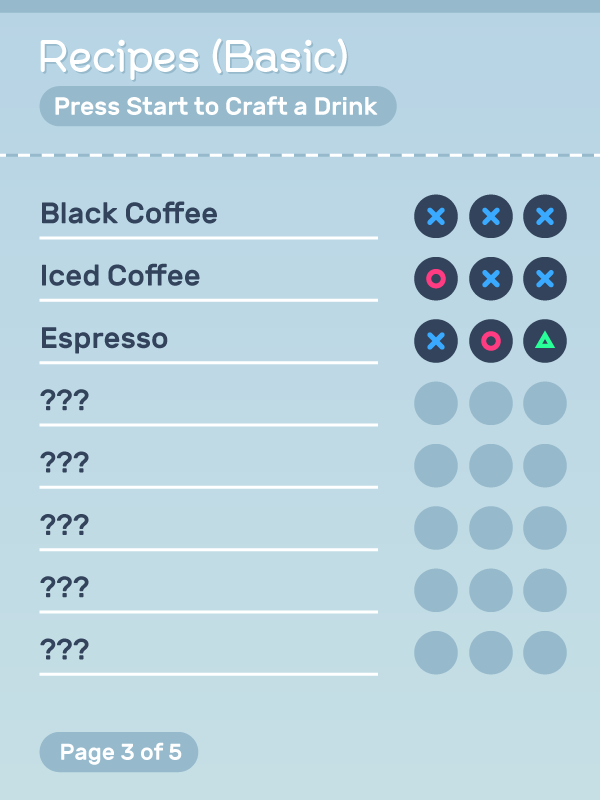 Recipes (Basic)
Press Start to Craft a Drink
Black Coffee
Iced Coffee
Espresso
???
???
???
???
???
Page 3 of 5